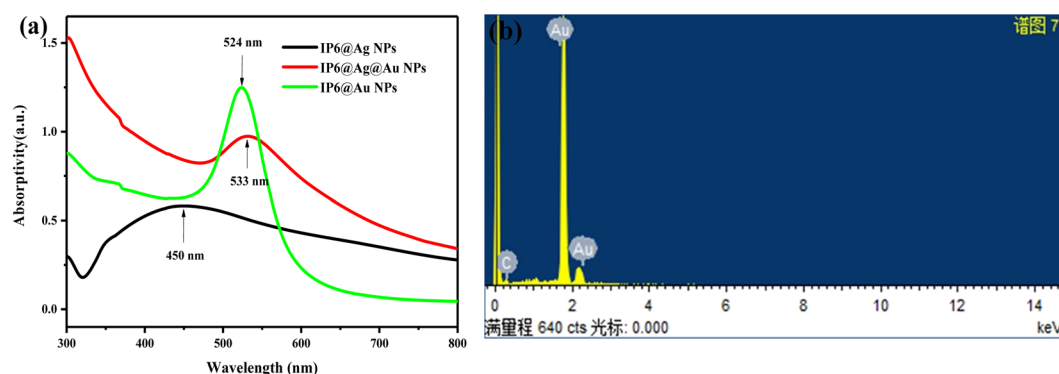 (a)
524 nm
IP6@Ag NPs
IP6@Ag@Au NPs
IP6@Au NPs
1.5
1.0
0.5
0.0
533 nm
450 nm
Absorptivity(a.u.)
300 400 500 600 700 800
Wavelength (nm)
(b)
谱图 7
Au
C
Au
0 2 4 6 8 10 12 14
满量程 640 cts 光标: 0.000
keV